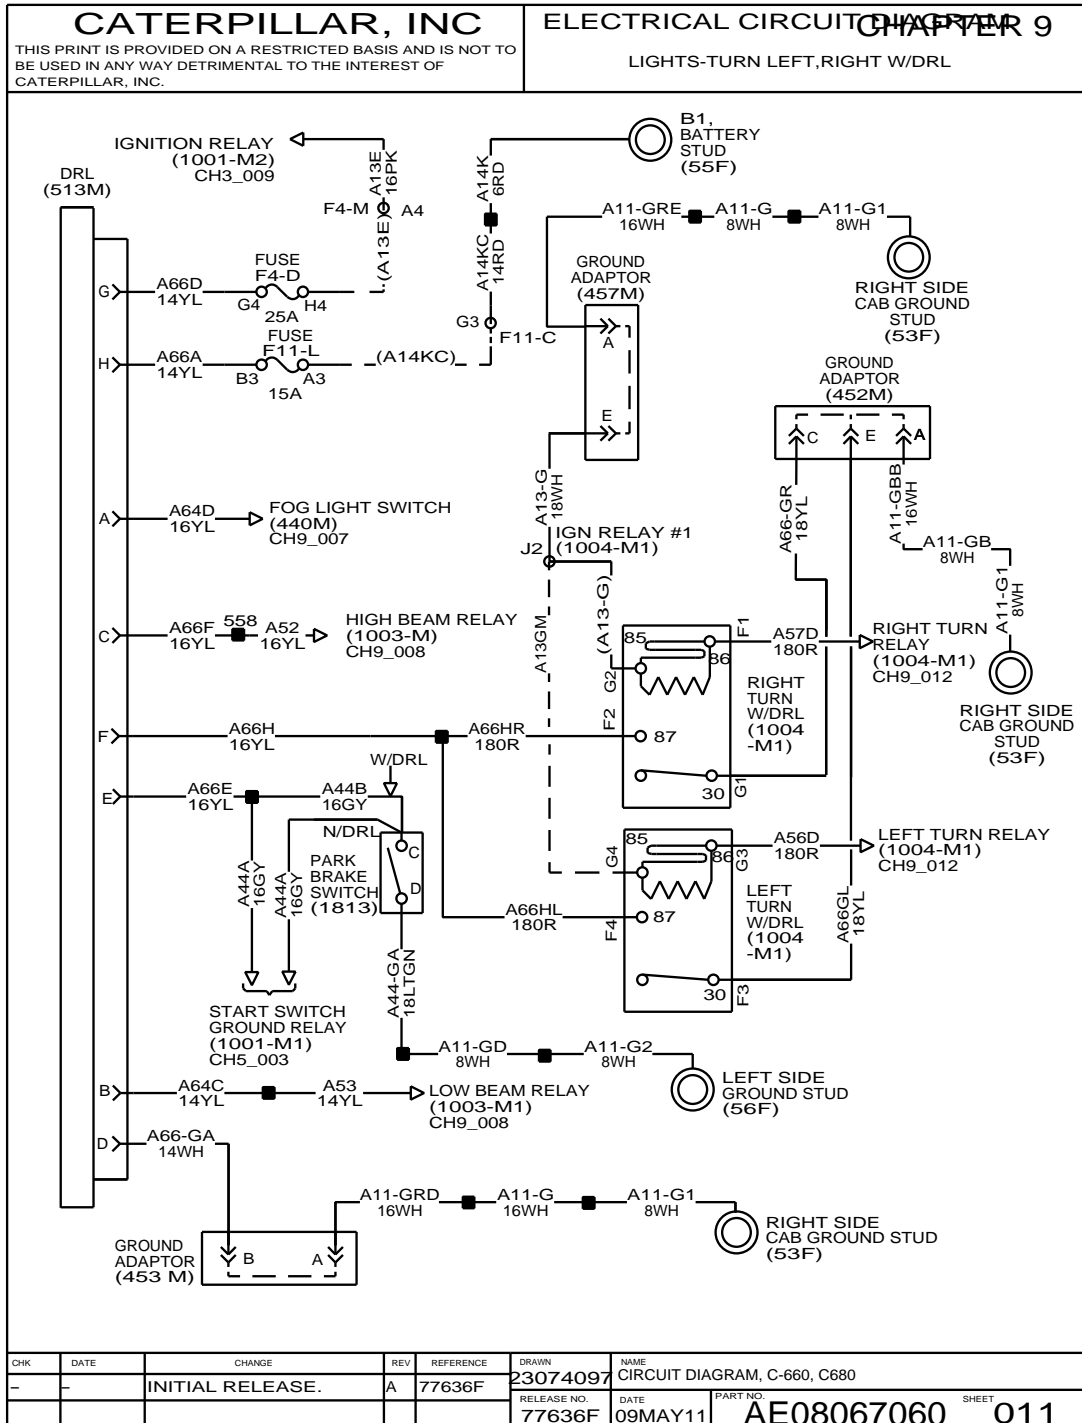 CATERPILLAR, INC
THIS PRINT IS PROVIDED ON A RESTRICTED BASIS AND IS NOT TO
BE USED IN ANY WAY DETRIMENTAL TO THE INTEREST OF
CATERPILLAR, INC.
ELECTRICAL CIRCUIT DIAGRAM
CHAPTER 9
LIGHTS-TURN LEFT,RIGHT W/DRL
IGNITION RELAY
(1001-M2)
CH3_009
A13E
16PK
F4-M
A4
(A13E)
A14K
6RD
A14KC
14RD
G3
F11-C
B1,
BATTERY
STUD
(55F)
DRL
(513M)
G
A66D
14YL
FUSE
F4-D
G4
H4
25A
H
A66A
14YL
FUSE
F11-L
B3
A3
15A
(A14KC)
A11-GRE
16WH
A11-G
8WH
A11-G1
8WH
RIGHT SIDE
CAB GROUND
STUD
(53F)
GROUND
ADAPTOR
(457M)
A
E
GROUND
ADAPTOR
(452M)
C
E
A
A13-G
18WH
A66-GR
18YL
A11-GBB
16WH
A11-GB
8WH
A11-G1
8WH
RIGHT SIDE
CAB GROUND
STUD
(53F)
A
A64D
16YL
FOG LIGHT SWITCH
(440M)
CH9_007
J2
IGN RELAY #1
(1004-M1)
A13GM
(A13-G)
C
A66F
16YL
558
A52
16YL
HIGH BEAM RELAY
(1003-M)
CH9_008
85
86
F1
G2
F2
87
30
G1
A57D
180R
RIGHT TURN
RELAY
(1004-M1)
CH9_012
RIGHT
TURN
W/DRL
(1004
-M1)
F
A66H
16YL
A66HR
180R
W/DRL
E
A66E
16YL
A44B
16GY
N/DRL
C
D
PARK
BRAKE
SWITCH
(1813)
A44A
16GY
A44A
16GY
A44-GA
18LTGN
START SWITCH
GROUND RELAY
(1001-M1)
CH5_003
85
86
G4
G3
A56D
180R
LEFT TURN RELAY
(1004-M1)
CH9_012
A66HL
180R
F4
87
30
F3
LEFT
TURN
W/DRL
(1004
-M1)
A66GL
18YL
A11-GD
8WH
A11-G2
8WH
LEFT SIDE
GROUND STUD
(56F)
B
A64C
14YL
A53
14YL
LOW BEAM RELAY
(1003-M1)
CH9_008
D
A66-GA
14WH
A11-GRD
16WH
A11-G
16WH
A11-G1
8WH
RIGHT SIDE
CAB GROUND STUD
(53F)
GROUND
ADAPTOR
(453 M)
B
A
CHK
DATE
CHANGE
REV
REFERENCE
–
–
INITIAL RELEASE.
A
77636F
DRAWN
23074097
NAME
CIRCUIT DIAGRAM, C-660, C680
RELEASE NO.
77636F
DATE
09MAY11
PART NO.
AE08067060
SHEET
011